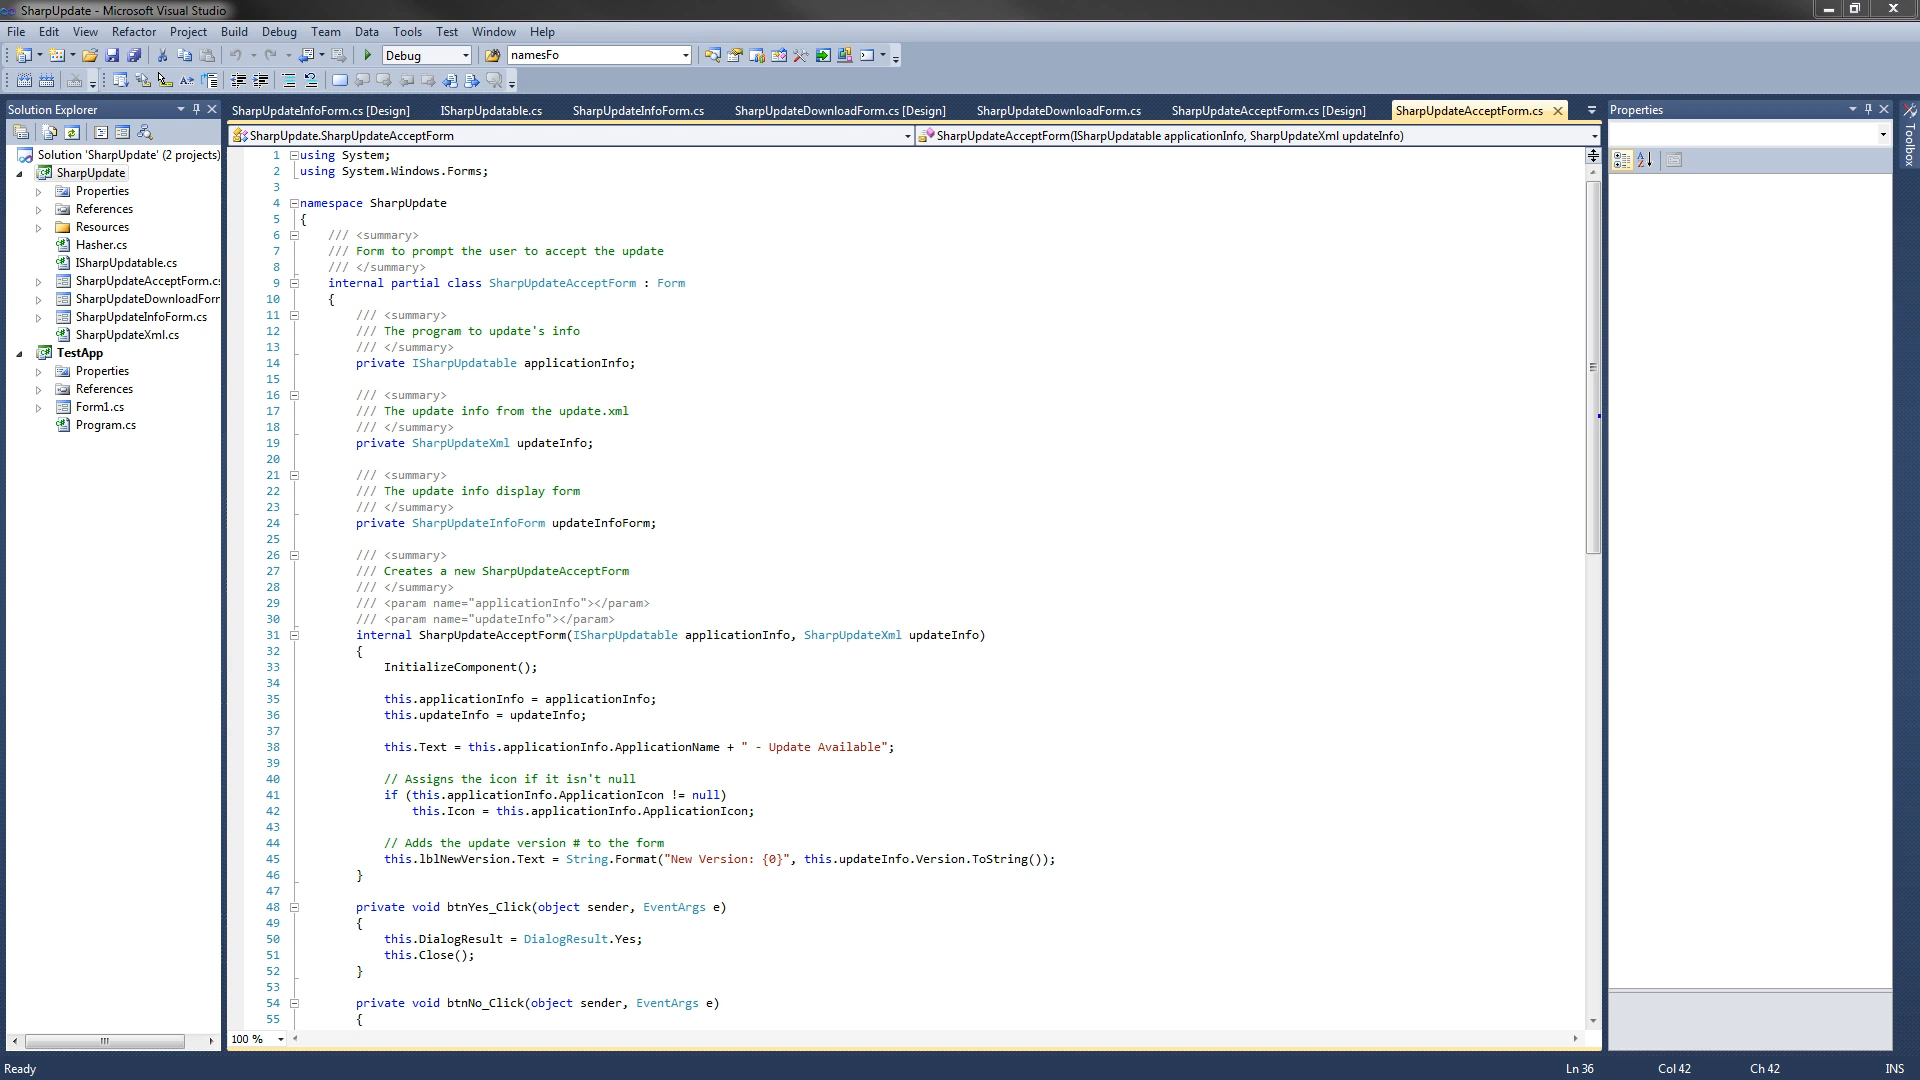 SharpUpdate - Microsoft Visual Studio
File Edit View Refactor Project Build Debug Team Data Tools Test Window Help
Debug namesFo
Solution Explorer
Solution 'SharpUpdate' (2 projects)
SharpUpdate
Properties
References
Resources
Hasher.cs
ISharpUpdatable.cs
SharpUpdateAcceptForm.cs
SharpUpdateDownloadForm
SharpUpdateInfoForm.cs
SharpUpdateXml.cs
TestApp
Properties
References
Form1.cs
Program.cs
SharpUpdateInfoForm.cs [Design] ISharpUpdatable.cs SharpUpdateInfoForm.cs SharpUpdateDownloadForm.cs [Design] SharpUpdateDownloadForm.cs SharpUpdateAcceptForm.cs [Design] SharpUpdateAcceptForm.cs
SharpUpdate.SharpUpdateAcceptForm SharpUpdateAcceptForm(ISharpUpdatable applicationInfo, SharpUpdateXml updateInfo)
1 using System;
2 using System.Windows.Forms;
3
4 namespace SharpUpdate
5 {
6 /// <summary>
7 /// Form to prompt the user to accept the update
8 /// </summary>
9 internal partial class SharpUpdateAcceptForm : Form
10 {
11 /// <summary>
12 /// The program to update's info
13 /// </summary>
14 private ISharpUpdatable applicationInfo;
15
16 /// <summary>
17 /// The update info from the update.xml
18 /// </summary>
19 private SharpUpdateXml updateInfo;
20
21 /// <summary>
22 /// The update info display form
23 /// </summary>
24 private SharpUpdateInfoForm updateInfoForm;
25
26 /// <summary>
27 /// Creates a new SharpUpdateAcceptForm
28 /// </summary>
29 /// <param name="applicationInfo"></param>
30 /// <param name="updateInfo"></param>
31 internal SharpUpdateAcceptForm(ISharpUpdatable applicationInfo, SharpUpdateXml updateInfo)
32 {
33 InitializeComponent();
34
35 this.applicationInfo = applicationInfo;
36 this.updateInfo = updateInfo;
37
38 this.Text = this.applicationInfo.ApplicationName + " - Update Available";
39
40 // Assigns the icon if it isn't null
41 if (this.applicationInfo.ApplicationIcon != null)
42 this.Icon = this.applicationInfo.ApplicationIcon;
43
44 // Adds the update version # to the form
45 this.lblNewVersion.Text = String.Format("New Version: {0}", this.updateInfo.Version.ToString());
46 }
47
48 private void btnYes_Click(object sender, EventArgs e)
49 {
50 this.DialogResult = DialogResult.Yes;
51 this.Close();
52 }
53
54 private void btnNo_Click(object sender, EventArgs e)
55 {
100 %
Properties
Toolbox
Ready Ln 36 Col 42 Ch 42 INS